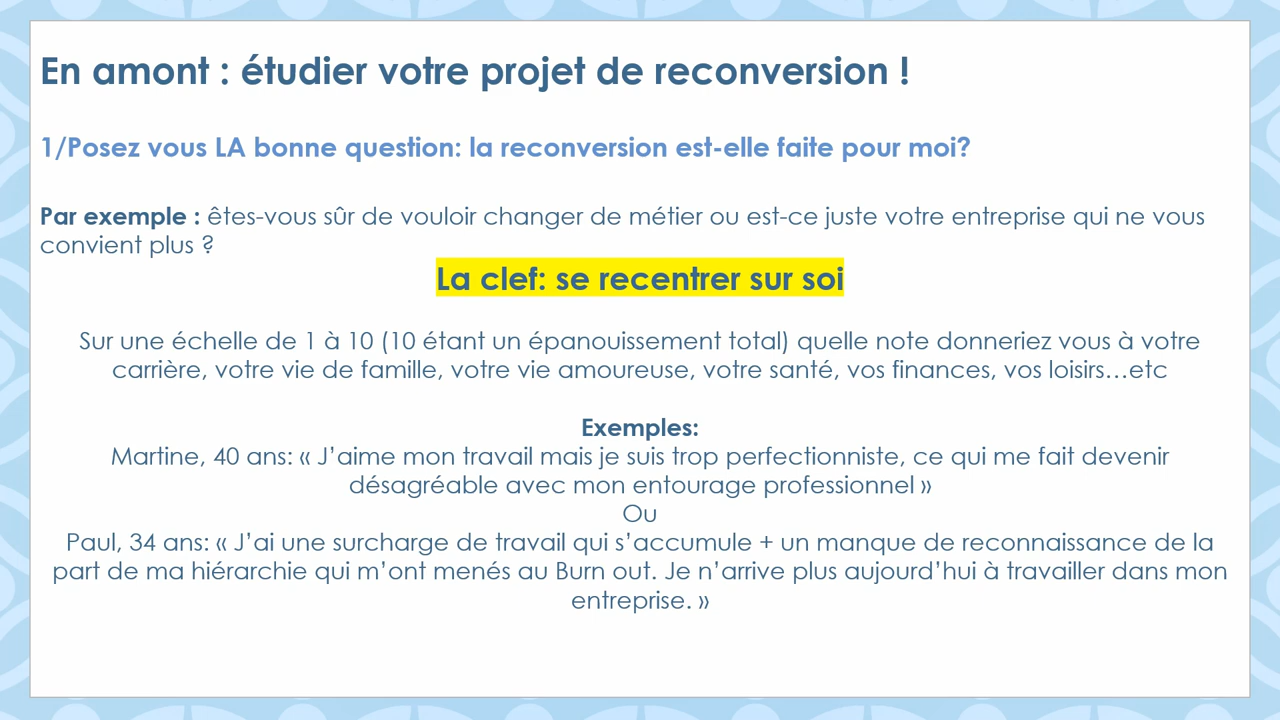 En amont : étudier votre projet de reconversion !
1/Posez vous LA bonne question: la reconversion est-elle faite pour moi?
Par exemple : êtes-vous sûr de vouloir changer de métier ou est-ce juste votre entreprise qui ne vous
convient plus ?
La clef: se recentrer sur soi
Sur une échelle de 1 à 10 (10 étant un épanouissement total) quelle note donneriez vous à votre
carrière, votre vie de famille, votre vie amoureuse, votre santé, vos finances, vos loisirs…etc
Exemples:
Martine, 40 ans: « J’aime mon travail mais je suis trop perfectionniste, ce qui me fait devenir
désagréable avec mon entourage professionnel »
Ou
Paul, 34 ans: « J’ai une surcharge de travail qui s’accumule + un manque de reconnaissance de la
part de ma hiérarchie qui m’ont menés au Burn out. Je n’arrive plus aujourd’hui à travailler dans mon
entreprise. »